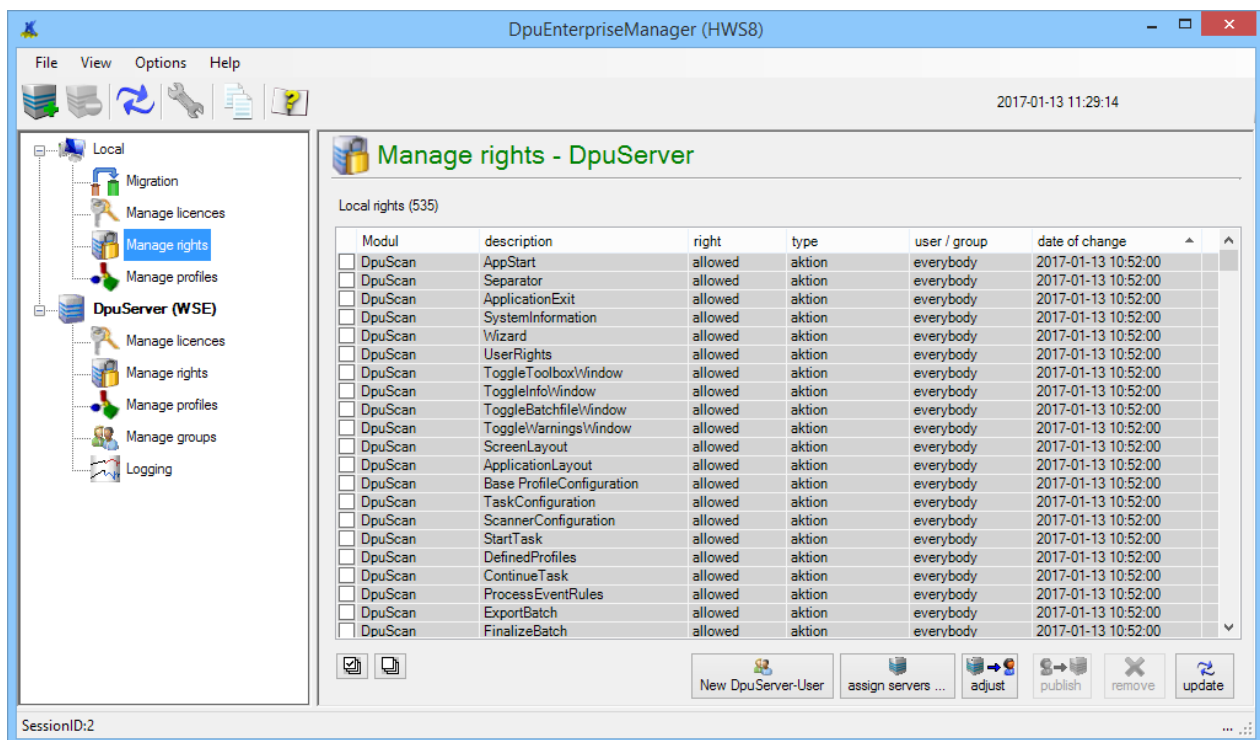 DpuEnterpriseManager (HWS8)
File View Options Help
2017-01-13 11:29:14
Local
Migration
Manage licences
Manage rights
Manage profiles
DpuServer (WSE)
Manage licences
Manage rights
Manage profiles
Manage groups
Logging
Manage rights - DpuServer
Local rights (535)
Modul description right type user / group date of change
DpuScan AppStart allowed aktion everybody 2017-01-13 10:52:00
DpuScan Separator allowed aktion everybody 2017-01-13 10:52:00
DpuScan ApplicationExit allowed aktion everybody 2017-01-13 10:52:00
DpuScan SystemInformation allowed aktion everybody 2017-01-13 10:52:00
DpuScan Wizard allowed aktion everybody 2017-01-13 10:52:00
DpuScan UserRights allowed aktion everybody 2017-01-13 10:52:00
DpuScan ToggleToolboxWindow allowed aktion everybody 2017-01-13 10:52:00
DpuScan ToggleInfoWindow allowed aktion everybody 2017-01-13 10:52:00
DpuScan ToggleBatchfileWindow allowed aktion everybody 2017-01-13 10:52:00
DpuScan ToggleWarningsWindow allowed aktion everybody 2017-01-13 10:52:00
DpuScan ScreenLayout allowed aktion everybody 2017-01-13 10:52:00
DpuScan ApplicationLayout allowed aktion everybody 2017-01-13 10:52:00
DpuScan Base ProfileConfiguration allowed aktion everybody 2017-01-13 10:52:00
DpuScan TaskConfiguration allowed aktion everybody 2017-01-13 10:52:00
DpuScan ScannerConfiguration allowed aktion everybody 2017-01-13 10:52:00
DpuScan StartTask allowed aktion everybody 2017-01-13 10:52:00
DpuScan DefinedProfiles allowed aktion everybody 2017-01-13 10:52:00
DpuScan ContinueTask allowed aktion everybody 2017-01-13 10:52:00
DpuScan ProcessEventRules allowed aktion everybody 2017-01-13 10:52:00
DpuScan ExportBatch allowed aktion everybody 2017-01-13 10:52:00
DpuScan FinalizeBatch allowed aktion everybody 2017-01-13 10:52:00
New DpuServer-User assign servers ... adjust publish remove update
SessionID:2 ...